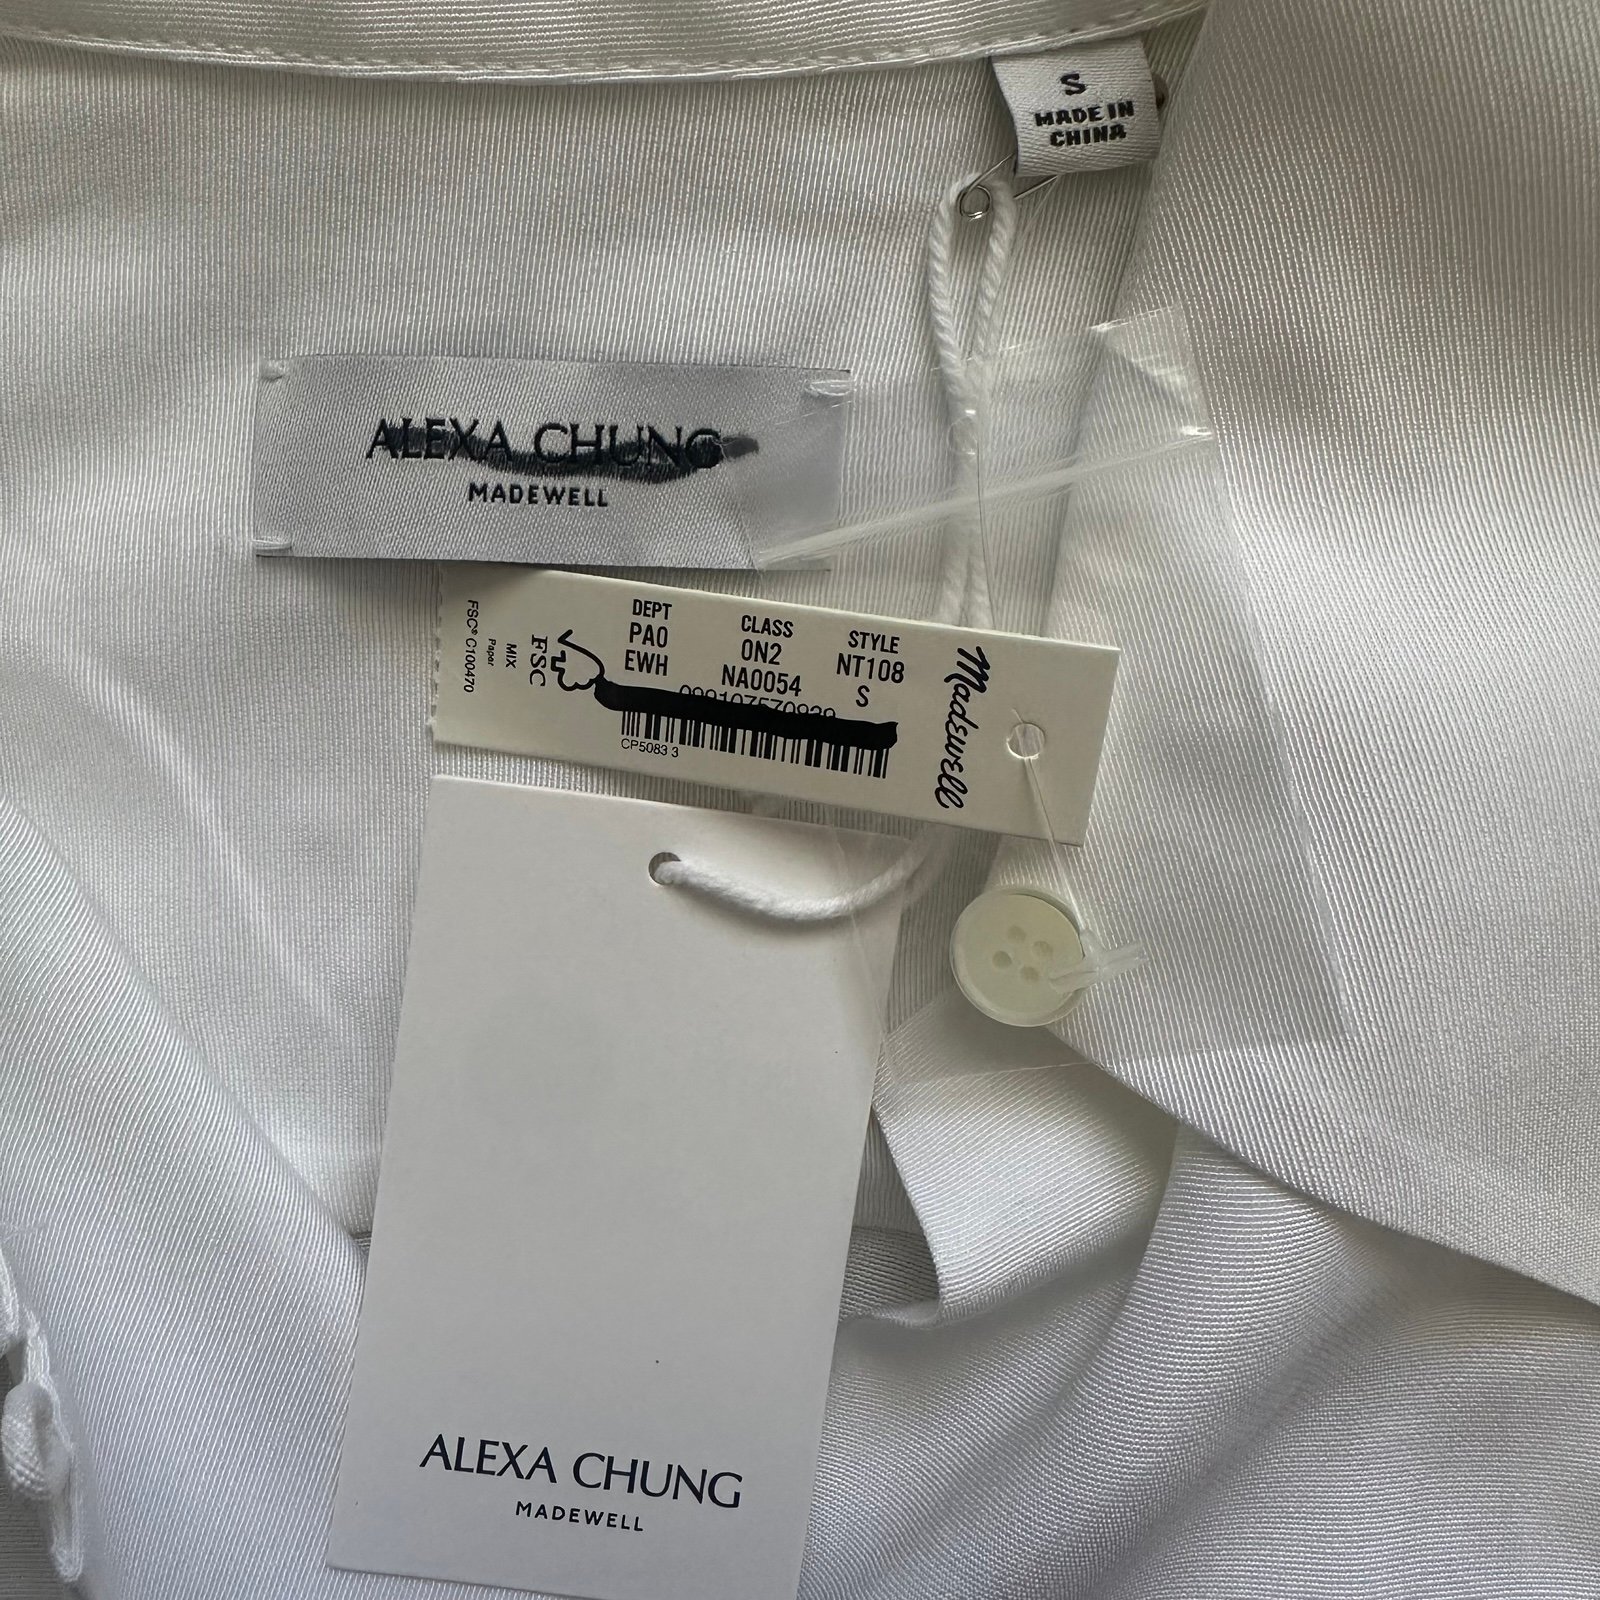 S
MADE IN
CHINA
ALEXA CHUNG
MADEWELL
DEPT CLASS STYLE
PA0 0N2 NT108
EWH NA0054 S
CP5083 3
FSC
MIX
Paper
FSC® C100470
Madewell
ALEXA CHUNG
MADEWELL